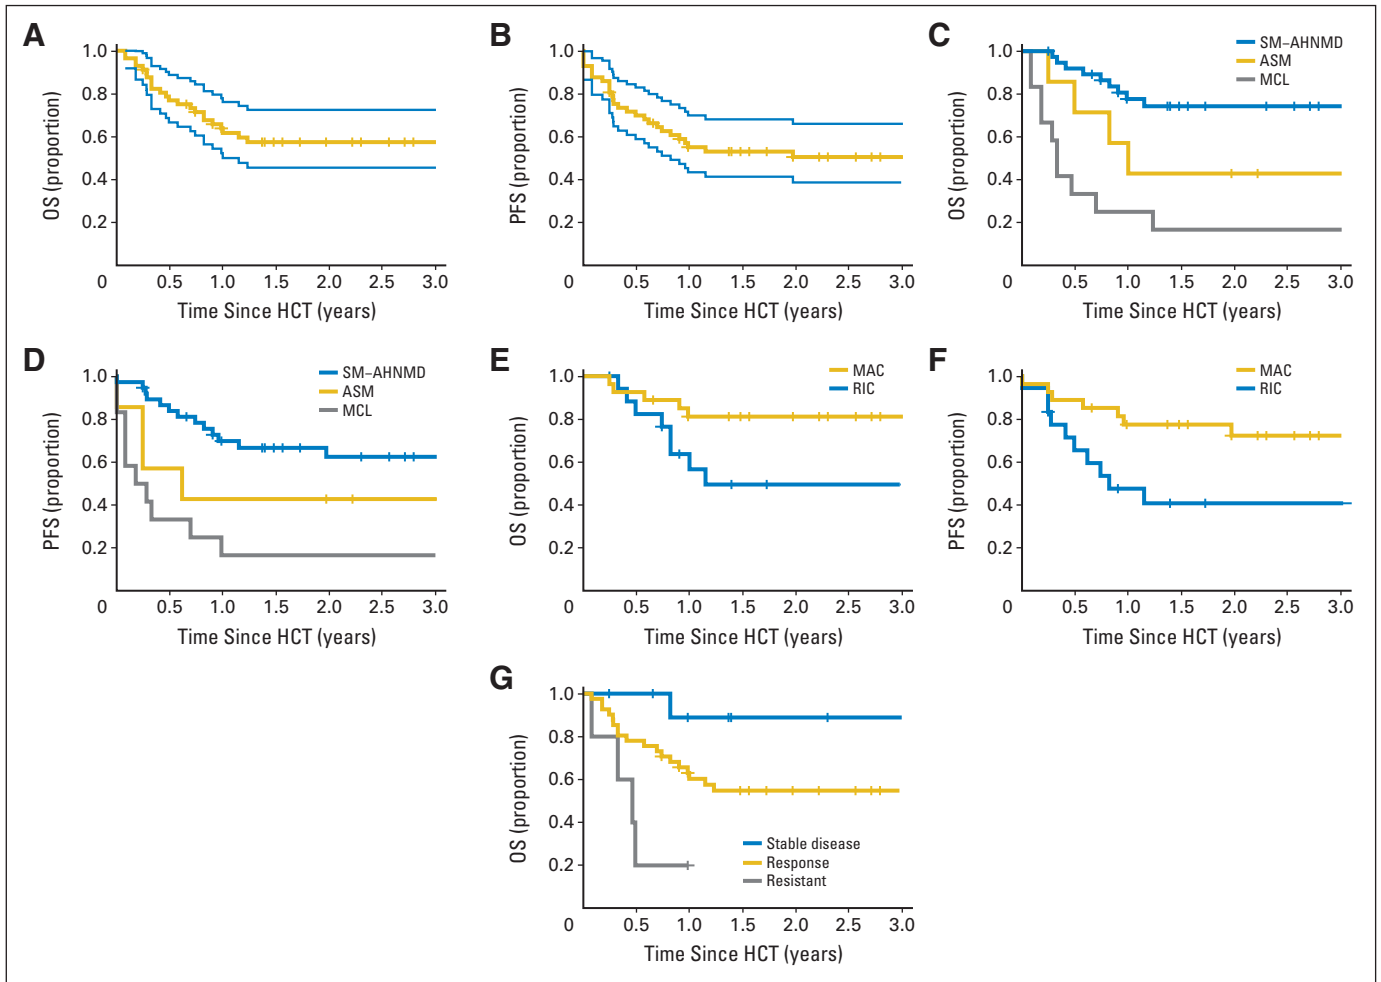 A
OS (proportion)
1.0
0.8
0.6
0.4
0.2
0 0.5 1.0 1.5 2.0 2.5 3.0
Time Since HCT (years)
B
PFS (proportion)
1.0
0.8
0.6
0.4
0.2
0 0.5 1.0 1.5 2.0 2.5 3.0
Time Since HCT (years)
C
SM–AHNMD
ASM
MCL
OS (proportion)
1.0
0.8
0.6
0.4
0.2
0 0.5 1.0 1.5 2.0 2.5 3.0
Time Since HCT (years)
D
SM–AHNMD
ASM
MCL
PFS (proportion)
1.0
0.8
0.6
0.4
0.2
0 0.5 1.0 1.5 2.0 2.5 3.0
Time Since HCT (years)
E
MAC
RIC
OS (proportion)
1.0
0.8
0.6
0.4
0.2
0 0.5 1.0 1.5 2.0 2.5 3.0
Time Since HCT (years)
F
MAC
RIC
PFS (proportion)
1.0
0.8
0.6
0.4
0.2
0 0.5 1.0 1.5 2.0 2.5 3.0
Time Since HCT (years)
G
OS (proportion)
1.0
0.8
0.6
0.4
0.2
Stable disease
Response
Resistant
0 0.5 1.0 1.5 2.0 2.5 3.0
Time Since HCT (years)